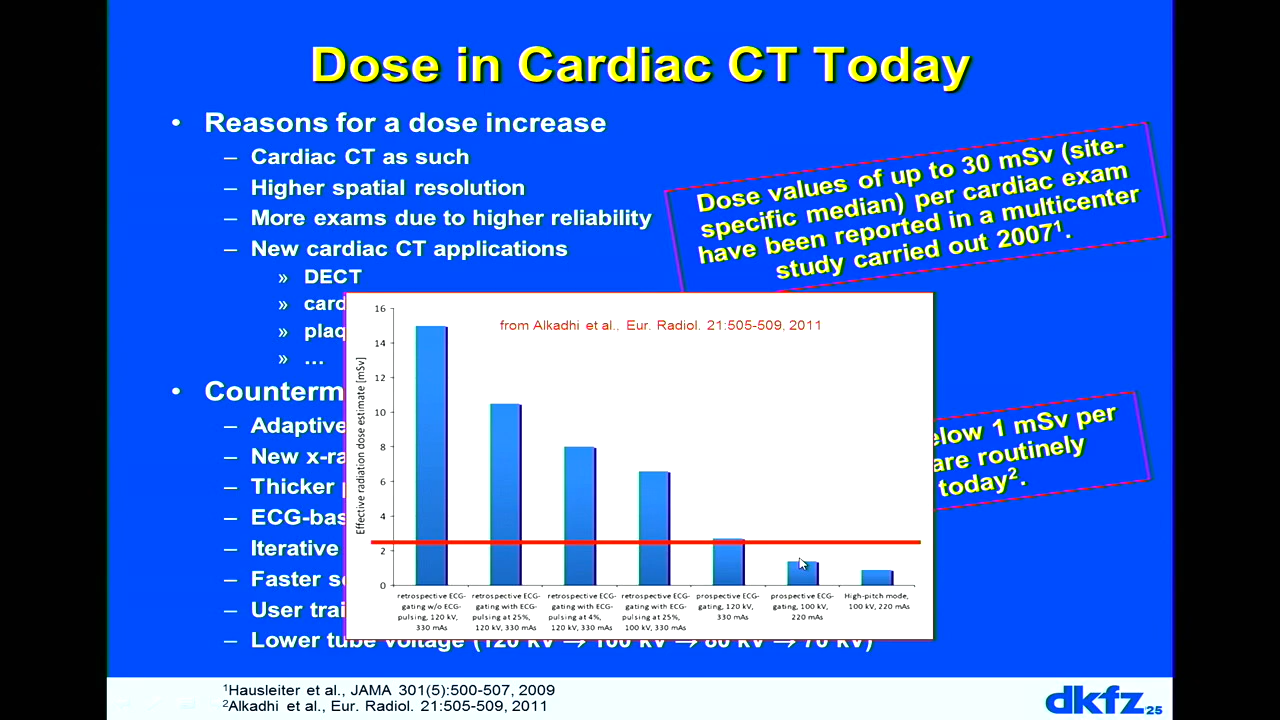 Dose in Cardiac CT Today
• Reasons for a dose increase
– Cardiac CT as such
– Higher spatial resolution
– More exams due to higher reliability
– New cardiac CT applications
» DECT
» card
» plaq
» ...
• Counterm
– Adaptive
– New x-ra
– Thicker
– ECG-bas
– Iterative
– Faster s
– User trai
– Lower tube voltage (120 kV → 100 kV → 80 kV → 70 kV)
Dose values of up to 30 mSv (site-
specific median) per cardiac exam
have been reported in a multicenter
study carried out 2007¹.
elow 1 mSv per
are routinely
today².
from Alkadhi et al., Eur. Radiol. 21:505-509, 2011
Effective radiation dose estimate [mSv]
16
14
12
10
8
6
4
2
0
retrospective ECG-
gating w/o ECG-
pulsing, 120 kV,
330 mAs
retrospective ECG-
gating with ECG-
pulsing at 25%,
120 kV, 330 mAs
retrospective ECG-
gating with ECG-
pulsing at 4%,
120 kV, 330 mAs
retrospective ECG-
gating with ECG-
pulsing at 25%,
100 kV, 330 mAs
prospective ECG-
gating, 120 kV,
330 mAs
prospective ECG-
gating, 100 kV,
220 mAs
High-pitch mode,
100 kV, 220 mAs
¹Hausleiter et al., JAMA 301(5):500-507, 2009
²Alkadhi et al., Eur. Radiol. 21:505-509, 2011
dkfz.
25